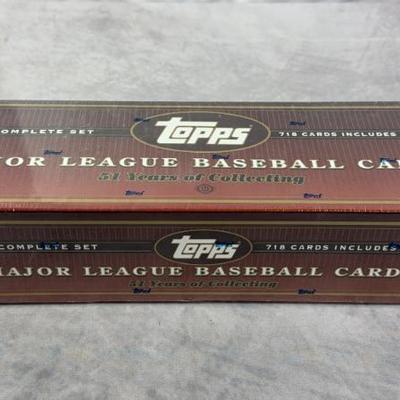 COMPLETE SET Topps 718 CARDS INCLUDES
JOR LEAGUE BASEBALL CA
51 Years of Collecting
COMPLETE SET Topps 718 CARDS INCLUDES
MAJOR LEAGUE BASEBALL CARD
51 Years of Collecting